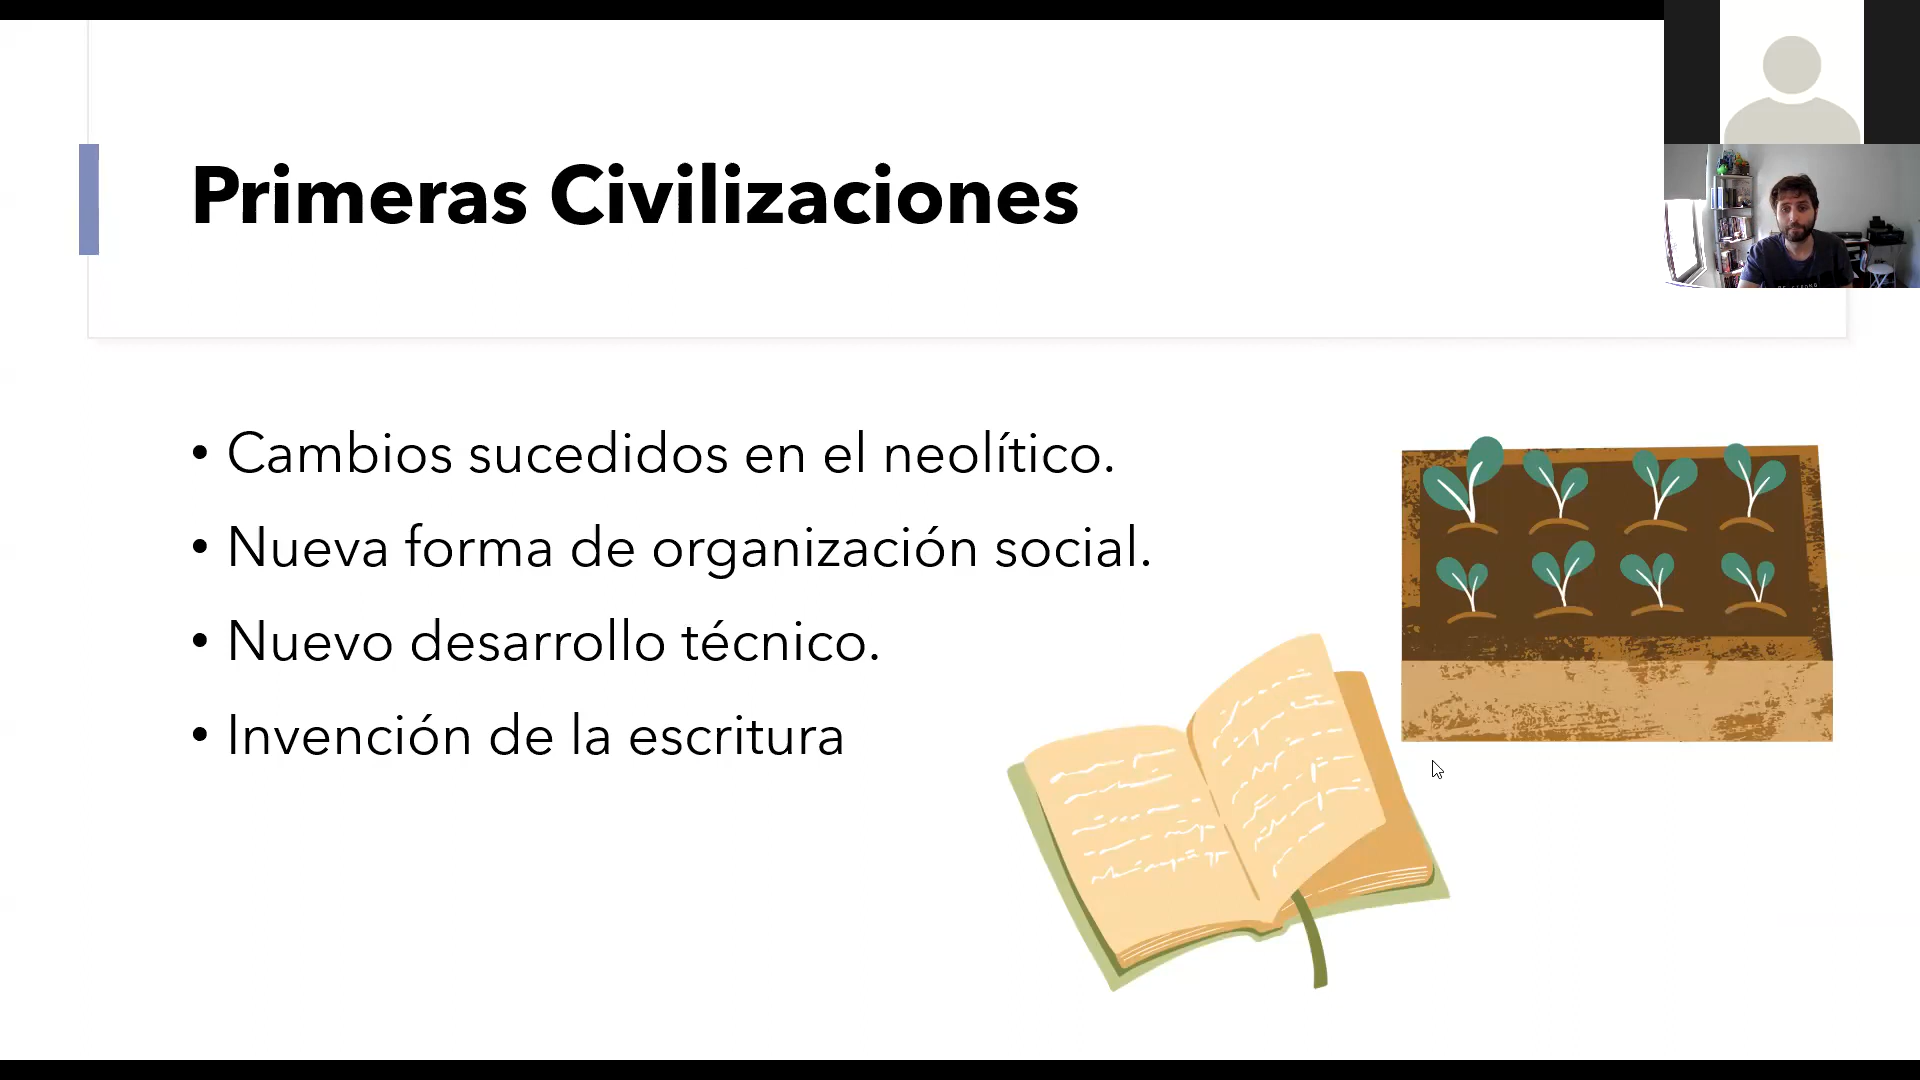 Primeras Civilizaciones
• Cambios sucedidos en el neolítico.
• Nueva forma de organización social.
• Nuevo desarrollo técnico.
• Invención de la escritura